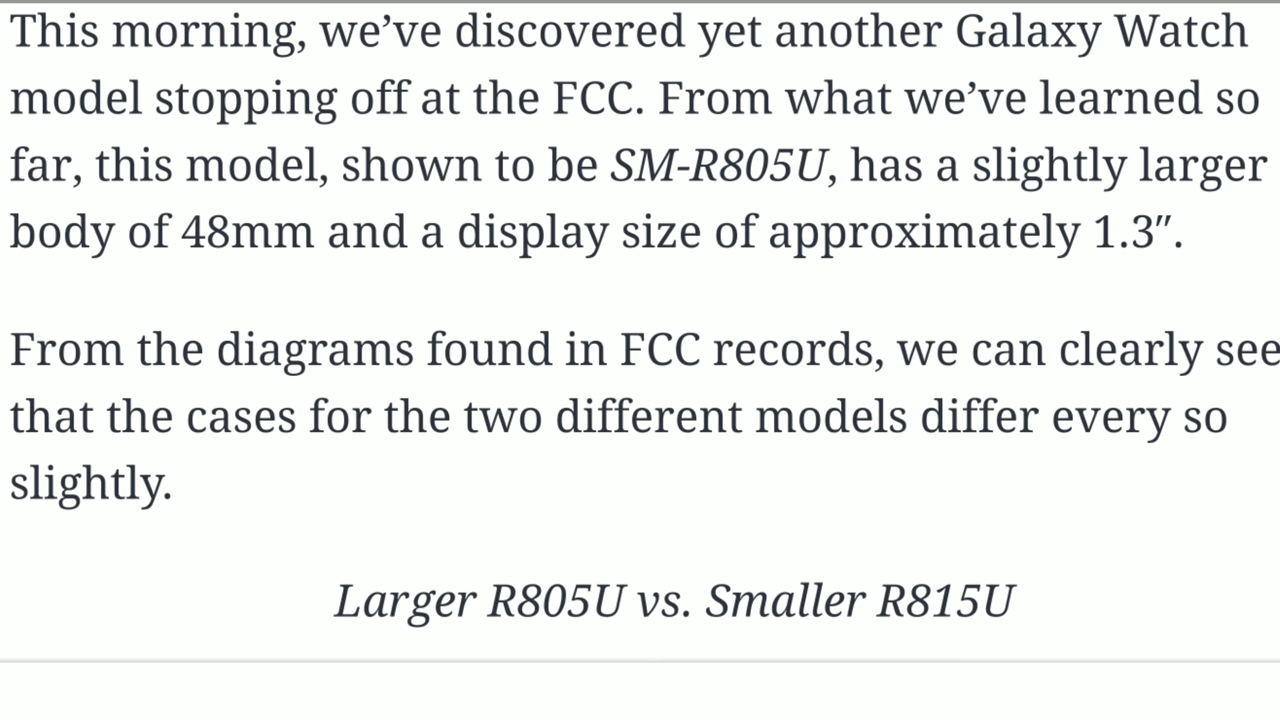 This morning, we’ve discovered yet another Galaxy Watch
model stopping off at the FCC. From what we’ve learned so
far, this model, shown to be SM-R805U, has a slightly larger
body of 48mm and a display size of approximately 1.3″.
From the diagrams found in FCC records, we can clearly see
that the cases for the two different models differ every so
slightly.
Larger R805U vs. Smaller R815U